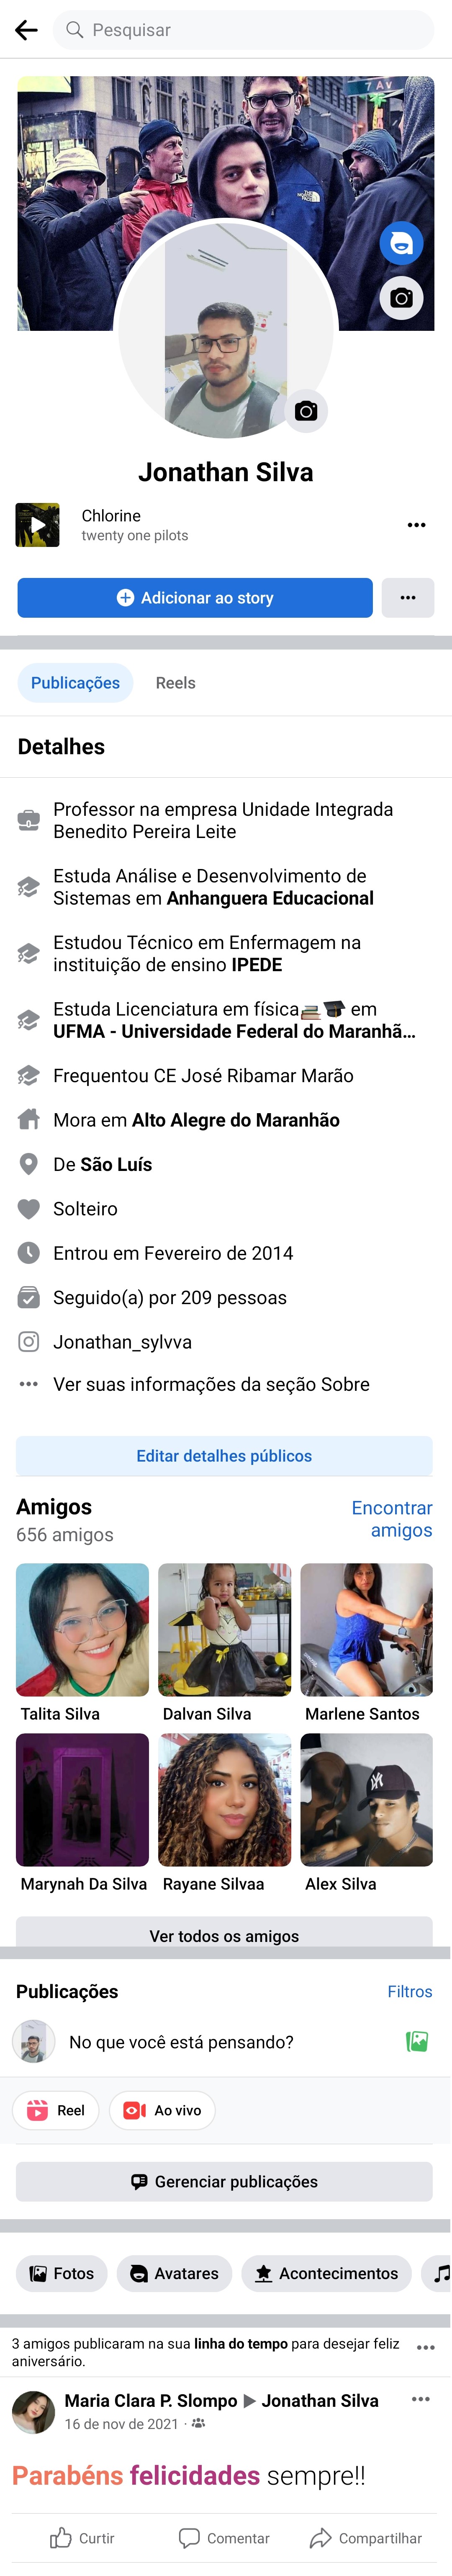 Pesquisar
7 AV
THE NORTH FACE
Jonathan Silva
Chlorine
twenty one pilots
Adicionar ao story
Publicações Reels
Detalhes
Professor na empresa Unidade Integrada
Benedito Pereira Leite
Estuda Análise e Desenvolvimento de
Sistemas em Anhanguera Educacional
Estudou Técnico em Enfermagem na
instituição de ensino IPEDE
Estuda Licenciatura em física📚🎓 em
UFMA - Universidade Federal do Maranhã...
Frequentou CE José Ribamar Marão
Mora em Alto Alegre do Maranhão
De São Luís
Solteiro
Entrou em Fevereiro de 2014
Seguido(a) por 209 pessoas
Jonathan_sylvva
Ver suas informações da seção Sobre
Editar detalhes públicos
Amigos
Encontrar
amigos
656 amigos
Talita Silva Dalvan Silva Marlene Santos
Marynah Da Silva Rayane Silvaa Alex Silva
Ver todos os amigos
Publicações Filtros
No que você está pensando?
Reel Ao vivo
Gerenciar publicações
Fotos Avatares Acontecimentos
3 amigos publicaram na sua linha do tempo para desejar feliz
aniversário.
Maria Clara P. Slompo ▶ Jonathan Silva
16 de nov de 2021 ·
Parabéns felicidades sempre!!
Curtir Comentar Compartilhar